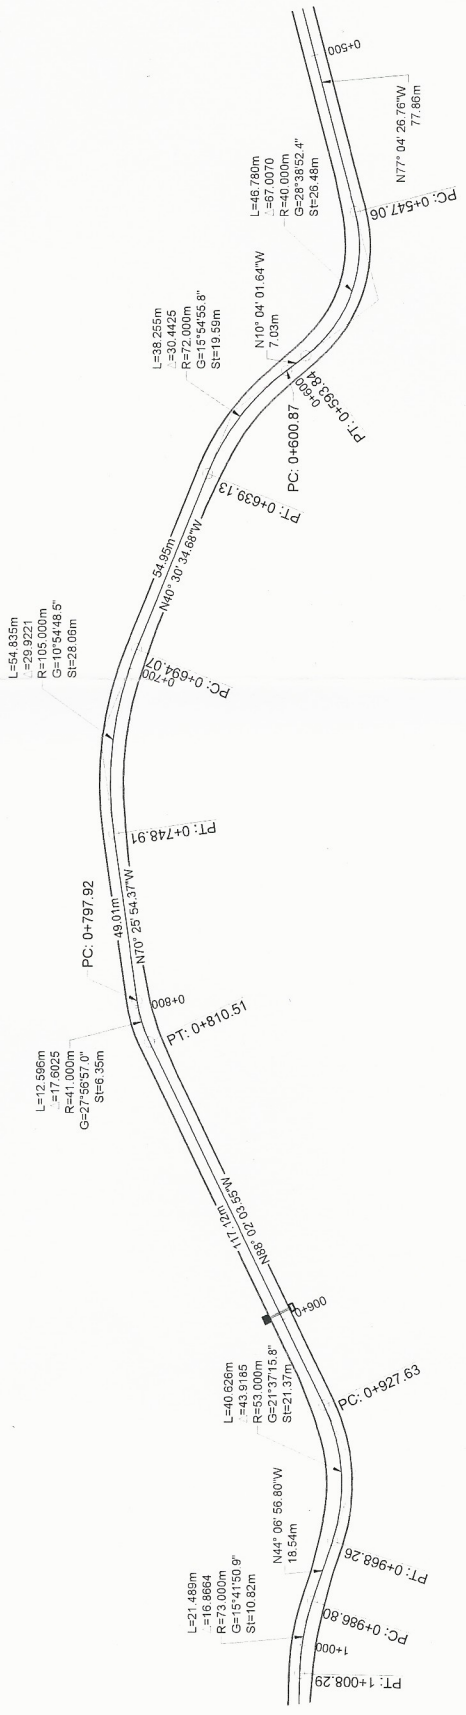 0+500
N77° 04' 26.76"W
77.86m
PC: 0+547.06
L=46.780m
△=67.0070
R=40.000m
G=28°38'52.4"
St=26.48m
N10° 04' 01.64"W
7.03m
PT: 0+593.84
0+600
PC: 0+600.87
L=38.255m
△=30.4425
R=72.000m
G=15°54'55.8"
St=19.59m
PT: 0+639.13
54.95m
N40° 30' 34.68"W
L=54.835m
△=29.9221
R=105.000m
G=10°54'48.5"
St=28.06m
PC: 0+694.07
0+700
PT: 0+748.91
49.01m
N70° 25' 54.37"W
PC: 0+797.92
0+800
L=12.596m
△=17.6025
R=41.000m
G=27°56'57.0"
St=6.35m
PT: 0+810.51
117.12m
N88° 02' 03.55"W
0+900
L=40.626m
△=43.9185
R=53.000m
G=21°37'15.8"
St=21.37m
PC: 0+927.63
N44° 06' 56.80"W
18.54m
PT: 0+968.26
L=21.489m
△=16.8664
R=73.000m
G=15°41'50.9"
St=10.82m
PC: 0+986.80
1+000
PT: 1+008.29